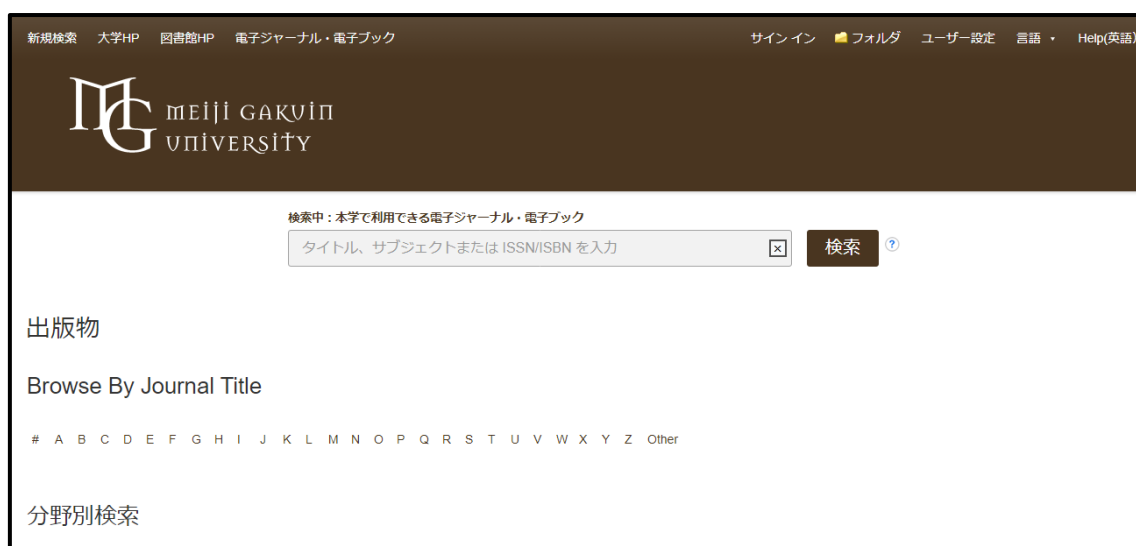 新規検索 大学HP 図書館HP 電子ジャーナル・電子ブック サイン イン フォルダ ユーザー設定 言語 Help(英語)
MG MEIJI GAKUIN
UNIVERSITY
検索中：本学で利用できる電子ジャーナル・電子ブック
タイトル、サブジェクトまたは ISSN/ISBN を入力 検索 ?
出版物
Browse By Journal Title
# A B C D E F G H I J K L M N O P Q R S T U V W X Y Z Other
分野別検索